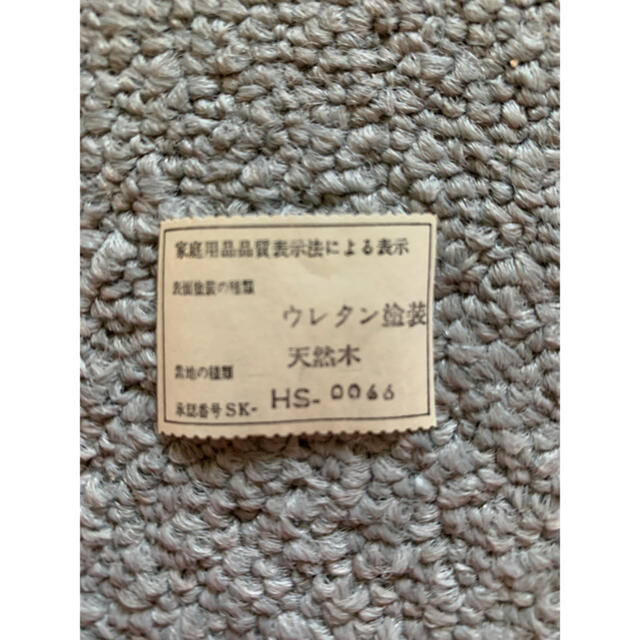 家庭用品品質表示法による表示
表面塗装の種類
ウレタン塗装
天然木
素地の種類
承認番号 SK- HS-0066